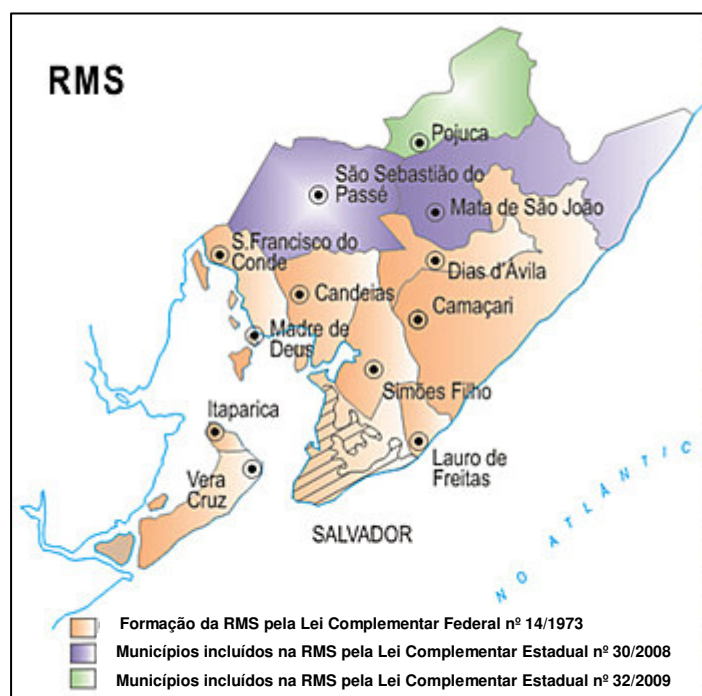 RMS
Pojuca
São Sebastião do
Passé
Mata de São João
S.Francisco do
Conde
Dias d'Ávila
Candeias
Camaçari
Madre de
Deus
Simões Filho
Itaparica
Lauro de
Freitas
Vera
Cruz
SALVADOR
NO ATLÂNTIC
Formação da RMS pela Lei Complementar Federal nº 14/1973
Municípios incluídos na RMS pela Lei Complementar Estadual nº 30/2008
Municípios incluídos na RMS pela Lei Complementar Estadual nº 32/2009